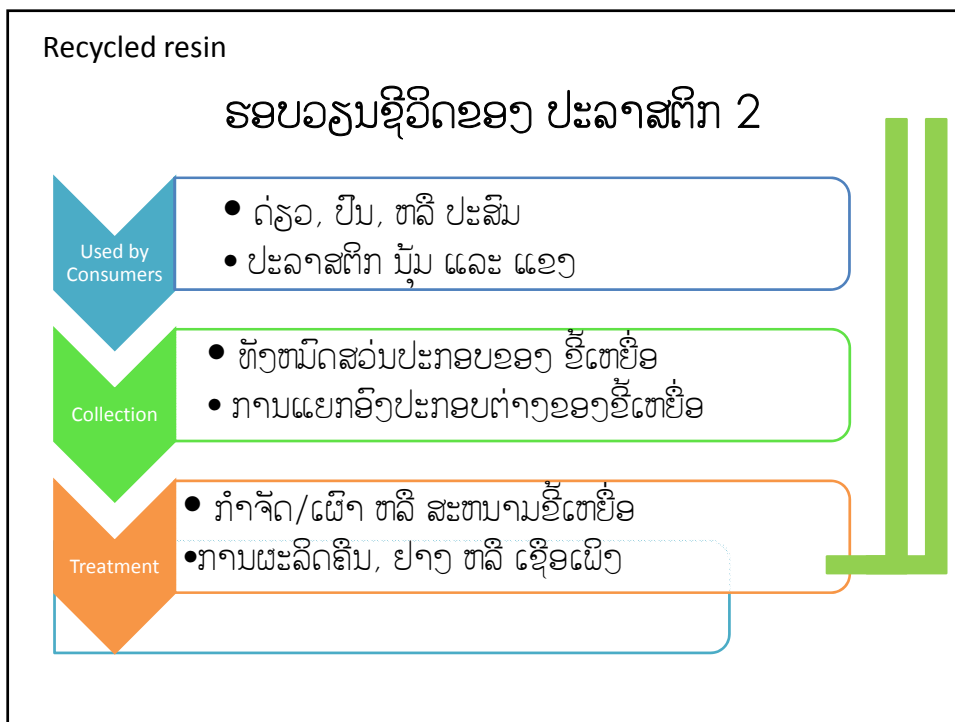 Recycled resin
ຮອບວຽນຊີວິດຂອງ ປະລາສຕິກ 2
Used by
Consumers
● ດ່ຽວ, ປົນ, ຫລື ປະສົມ
• ປະລາສຕິກ ນຸ້ມ ແລະ ແຂງ
Collection
● ທັງຫມົດສວ່ນປະກອບຂອງ ຂີ້ເຫຍື່ອ
• ການແຍກອົງປະກອບຕ່າງຂອງຂີ້ເຫຍື່ອ
Treatment
● ກຳຈັດ/ເຜົາ ຫລື ສະຫນາມຂີ້ເຫຍື່ອ
•ການຜະລິດຄືນ, ຢາງ ຫລື ເຊືອເພິງ